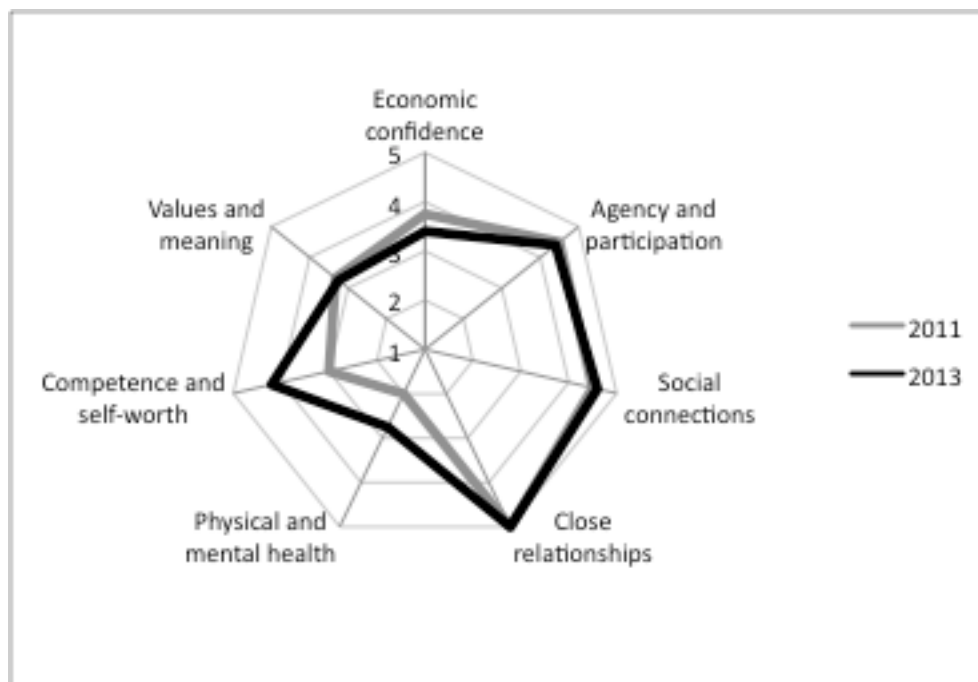 Economic
confidence
5
4
3
2
1
Values and
meaning
Agency and
participation
2011
2013
Competence and
self-worth
Social
connections
Physical and
mental health
Close
relationships